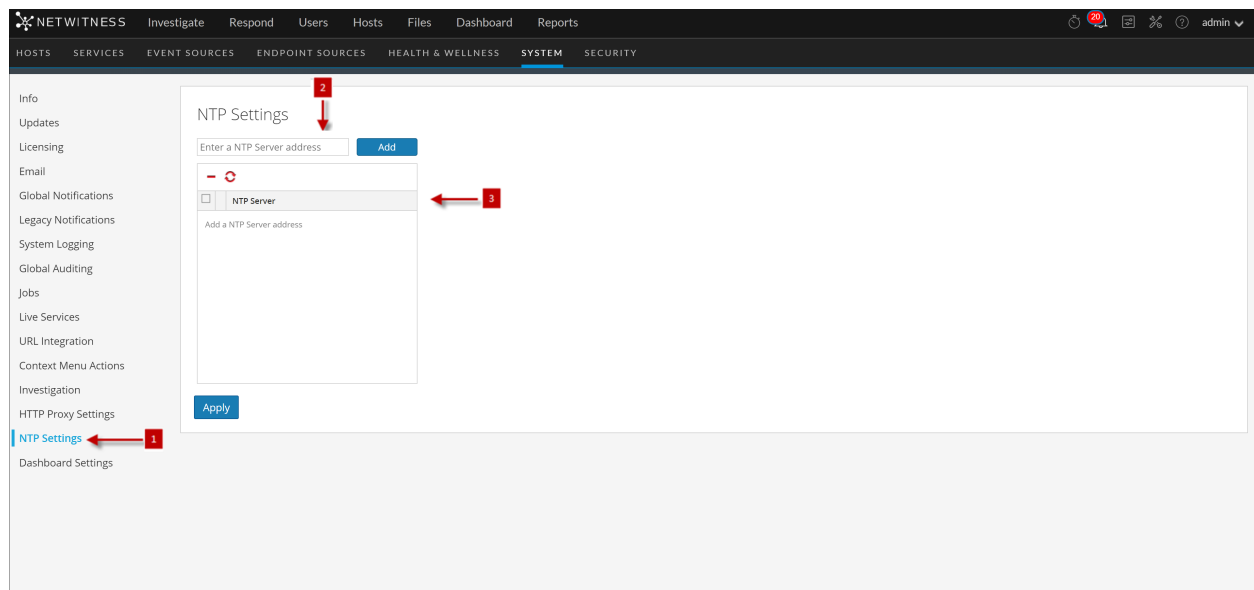 NETWITNESS Investigate Respond Users Hosts Files Dashboard Reports 20 admin
HOSTS SERVICES EVENT SOURCES ENDPOINT SOURCES HEALTH & WELLNESS SYSTEM SECURITY
Info
Updates
Licensing
Email
Global Notifications
Legacy Notifications
System Logging
Global Auditing
Jobs
Live Services
URL Integration
Context Menu Actions
Investigation
HTTP Proxy Settings
NTP Settings 1
Dashboard Settings
2
NTP Settings
Enter a NTP Server address Add
NTP Server 3
Add a NTP Server address
Apply